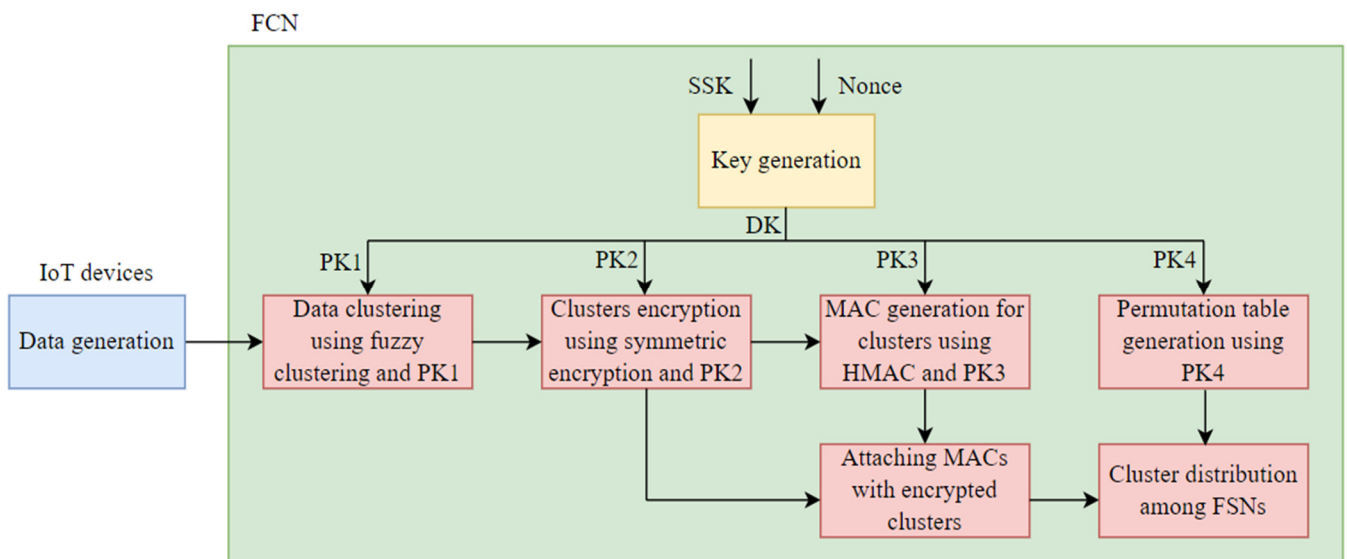 FCN
SSK
Nonce
Key generation
DK
PK1
PK2
PK3
PK4
IoT devices
Data generation
Data clustering
using fuzzy
clustering and PK1
Clusters encryption
using symmetric
encryption and PK2
MAC generation for
clusters using
HMAC and PK3
Permutation table
generation using
PK4
Attaching MACs
with encrypted
clusters
Cluster distribution
among FSNs